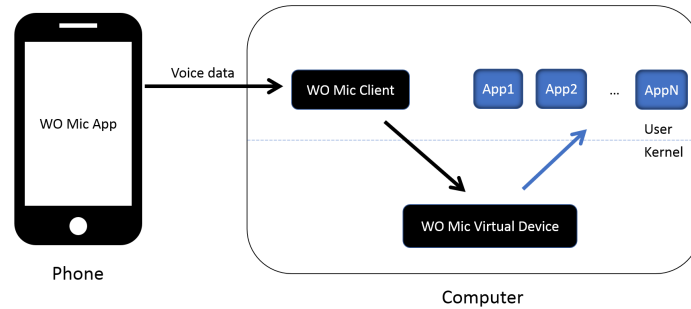 Voice data
WO Mic App
WO Mic Client
App1
App2
...
AppN
User
Kernel
WO Mic Virtual Device
Phone
Computer